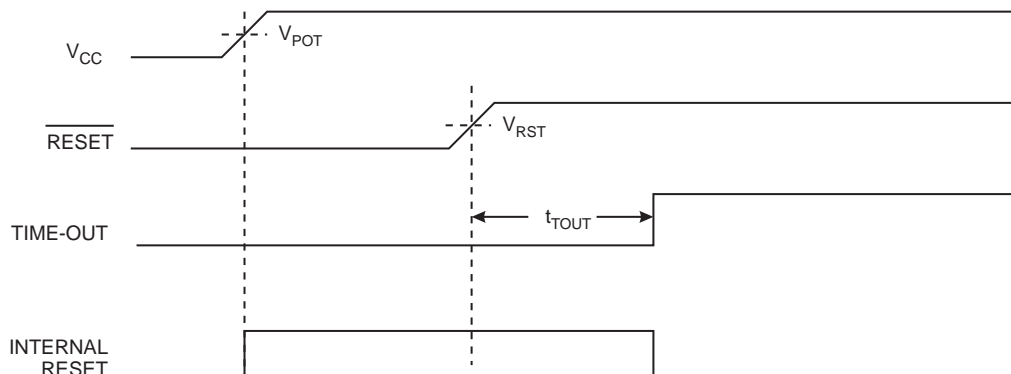 VCC
VPOT
RESET
VRST
TIME-OUT
tTOUT
INTERNAL
RESET